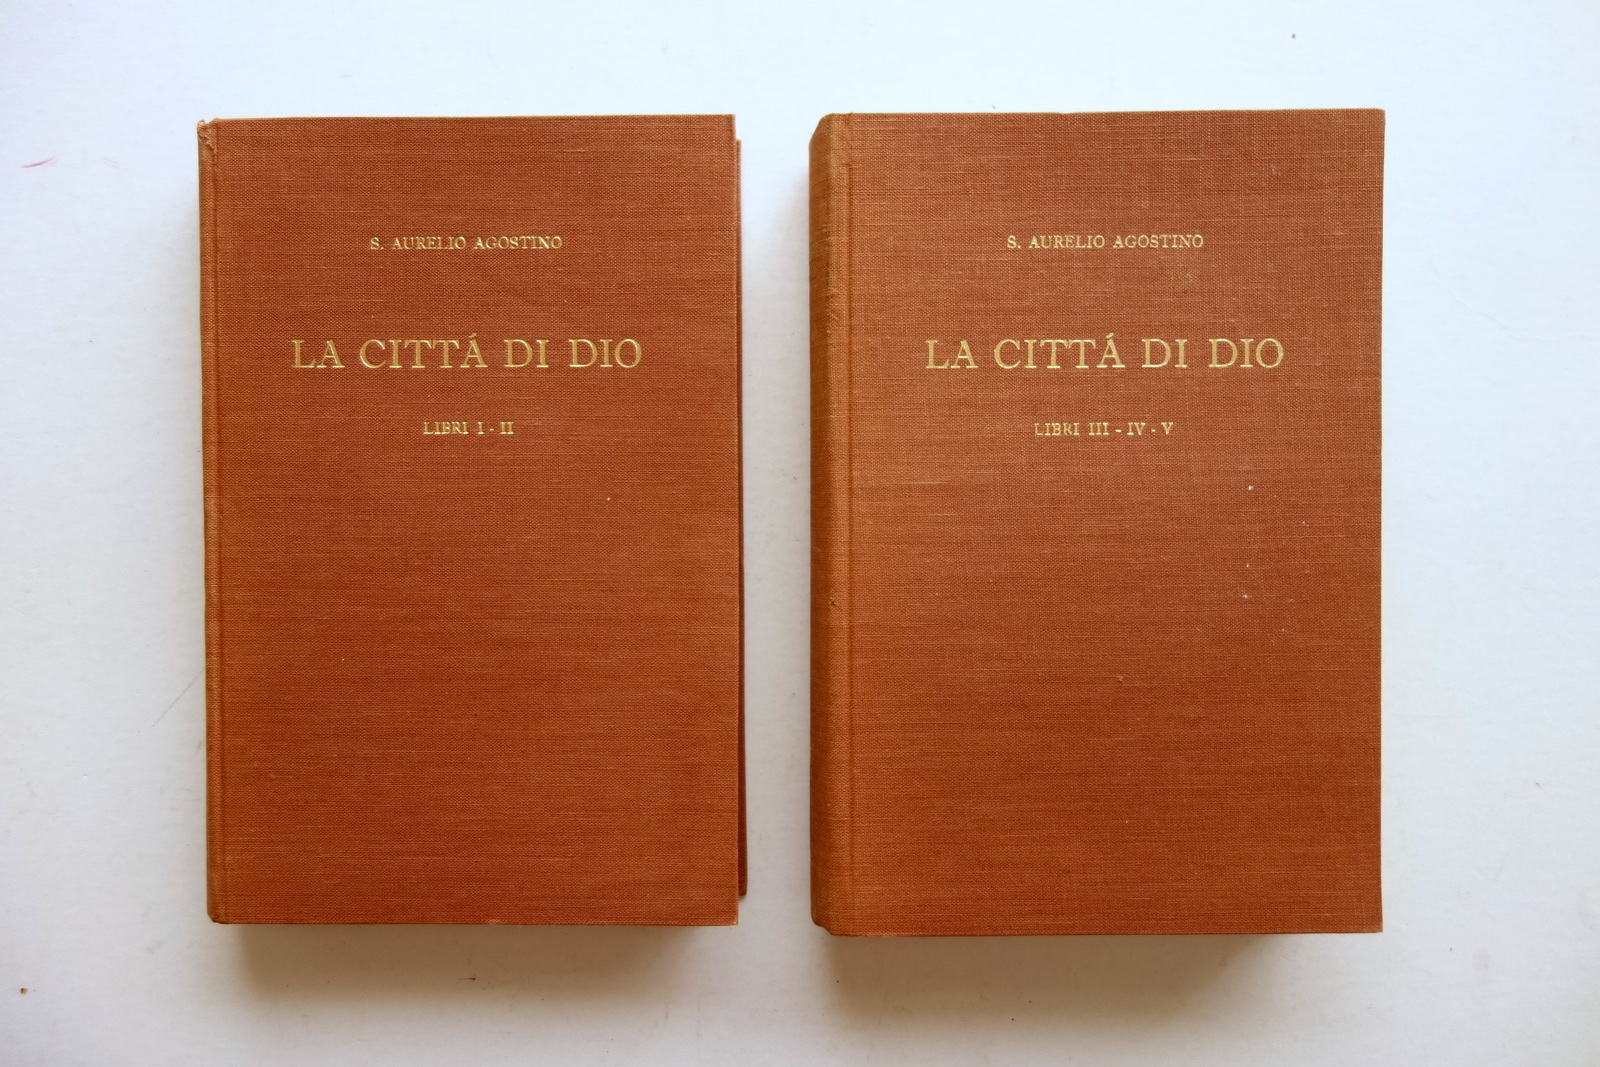 S. AURELIO AGOSTINO
LA CITTÁ DI DIO
LIBRI I - II
S. AURELIO AGOSTINO
LA CITTÁ DI DIO
LIBRI III - IV - V